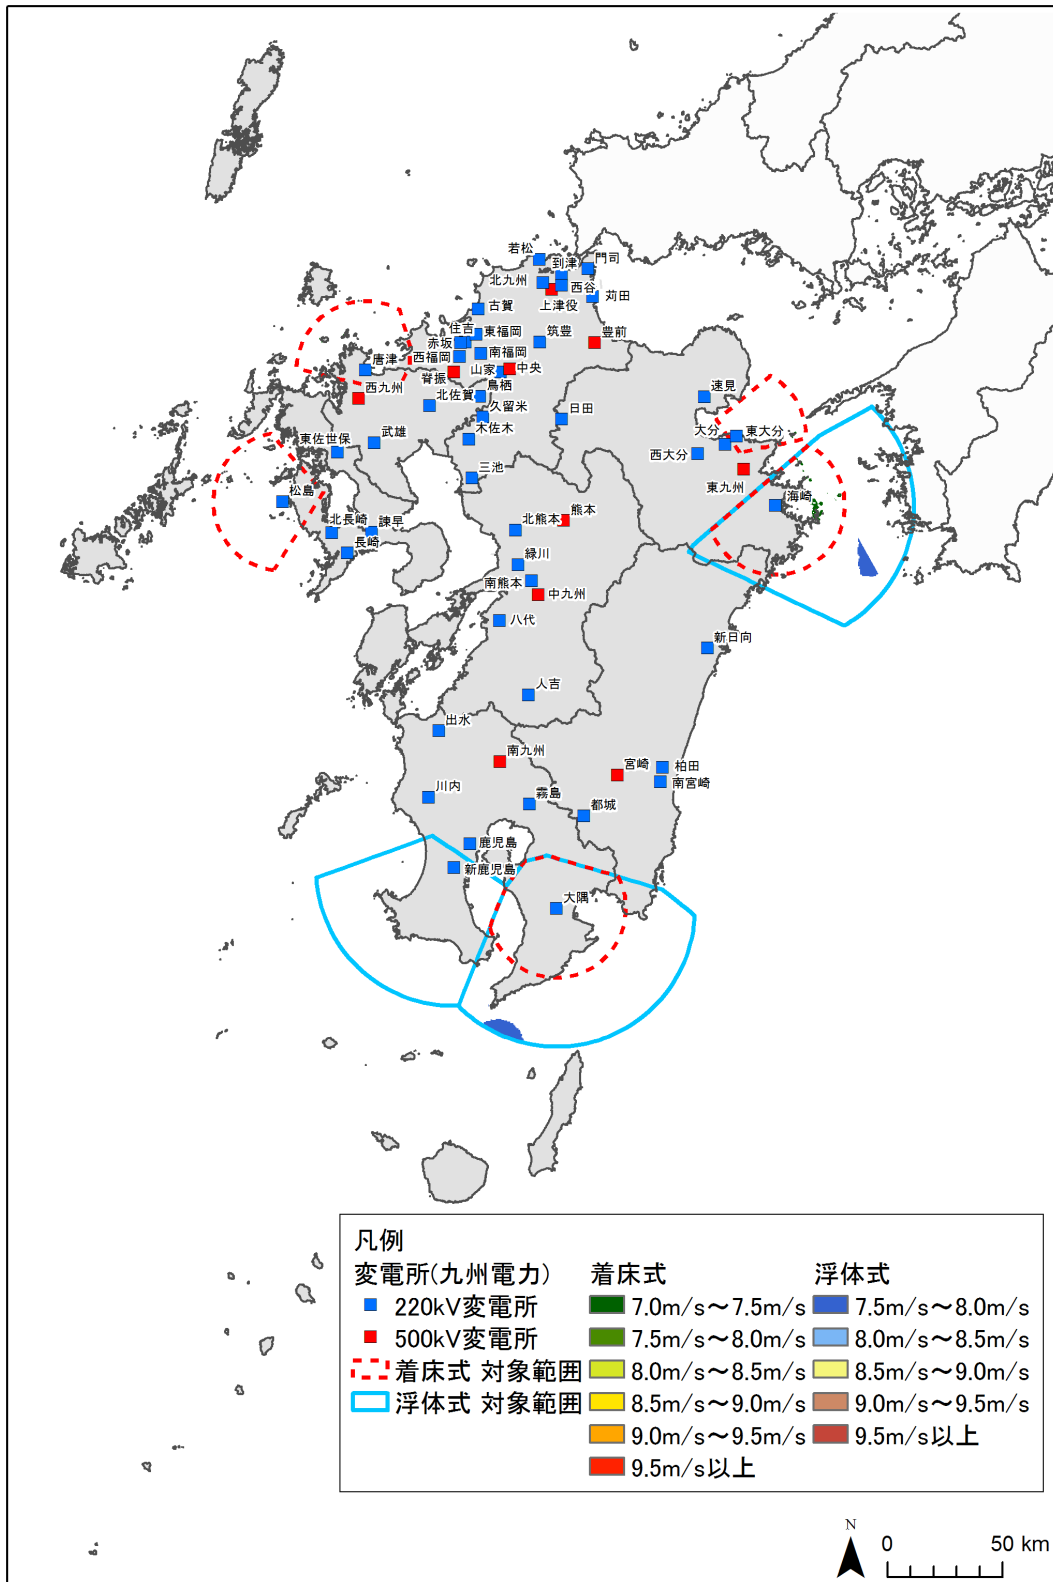 若松
到津
門司
北九州
西谷
上津役
苅田
古賀
住吉
東福岡
赤坂
筑豊
豊前
西福岡
南福岡
唐津
脊振
山家
中央
西九州
北佐賀
鳥栖
速見
久留米
日田
木佐木
大分
東大分
東佐世保
武雄
西大分
三池
東九州
松島
海崎
北長崎
諫早
北熊本
熊本
長崎
緑川
南熊本
中九州
八代
新日向
人吉
出水
南九州
宮崎
柏田
南宮崎
川内
霧島
都城
鹿児島
新鹿児島
大隅
凡例
変電所(九州電力)
220kV変電所
500kV変電所
着床式 対象範囲
浮体式 対象範囲
着床式
7.0m/s～7.5m/s
7.5m/s～8.0m/s
8.0m/s～8.5m/s
8.5m/s～9.0m/s
9.0m/s～9.5m/s
9.5m/s以上
浮体式
7.5m/s～8.0m/s
8.0m/s～8.5m/s
8.5m/s～9.0m/s
9.0m/s～9.5m/s
9.5m/s以上
N
0 50 km